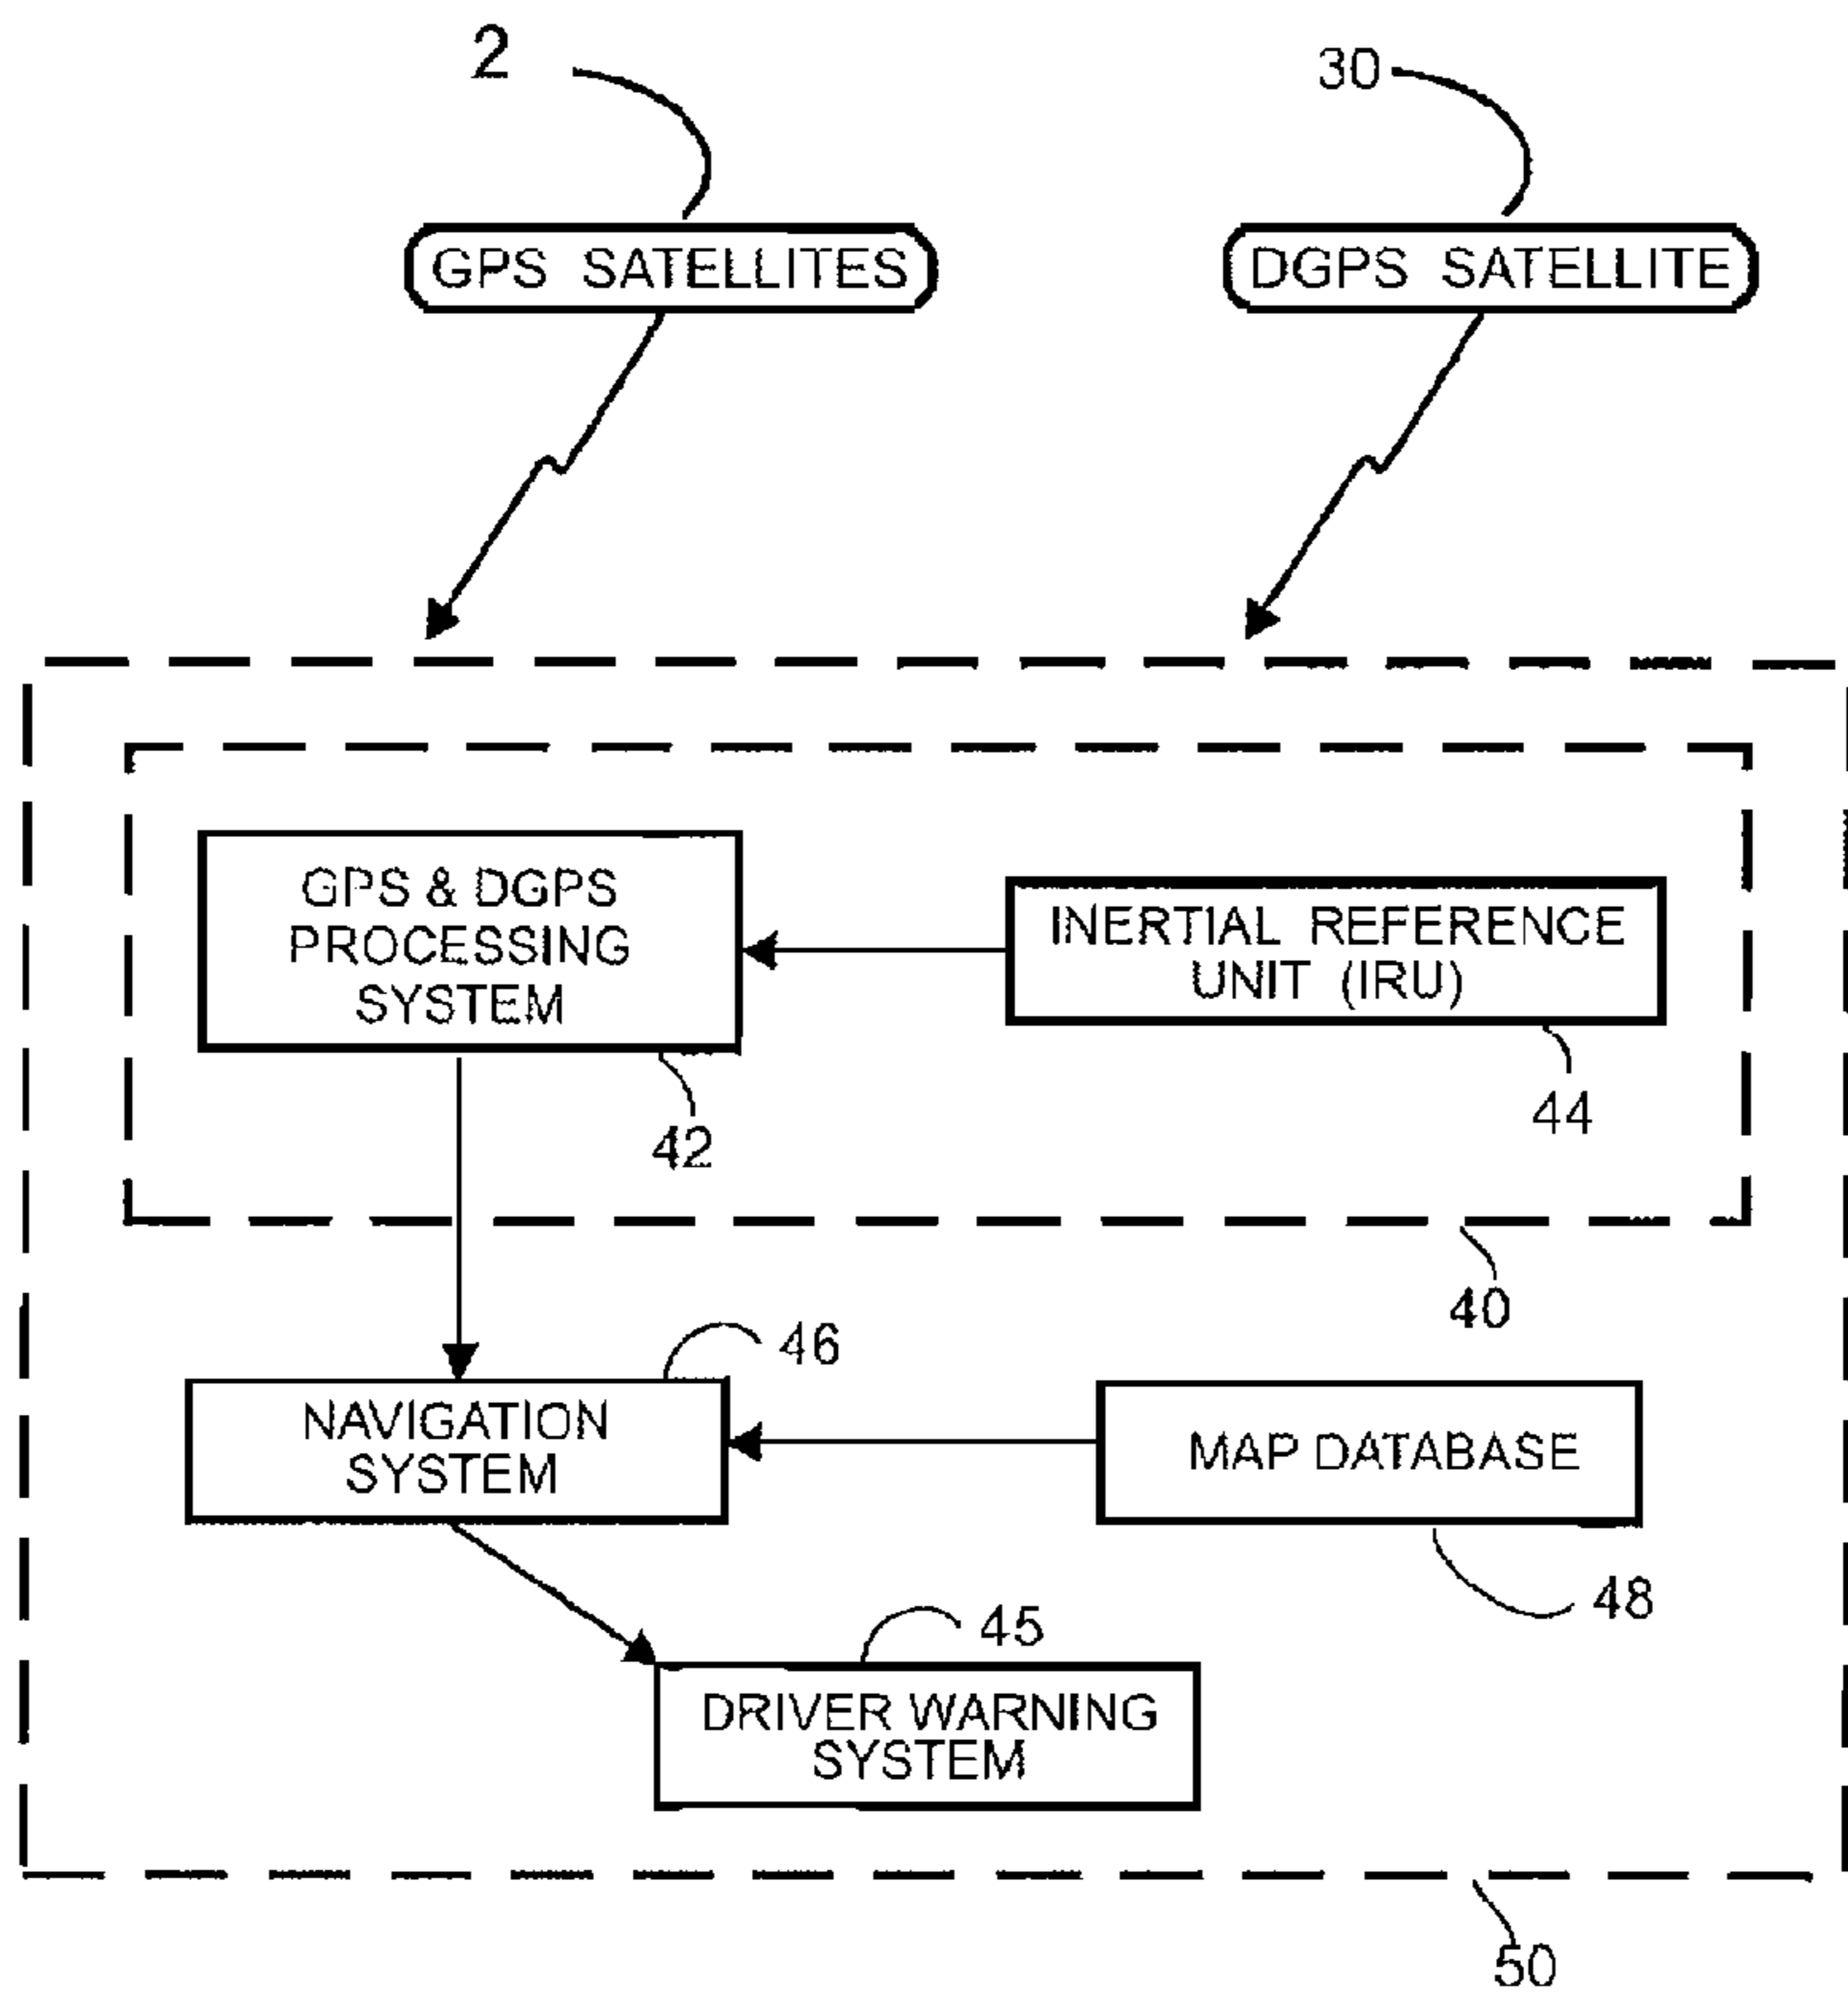 2
30
GPS SATELLITES
DGPS SATELLITE
GPS & DGPS
PROCESSING
SYSTEM
INERTIAL REFERENCE
UNIT (IRU)
42
44
40
46
NAVIGATION
SYSTEM
MAP DATABASE
48
45
DRIVER WARNING
SYSTEM
50